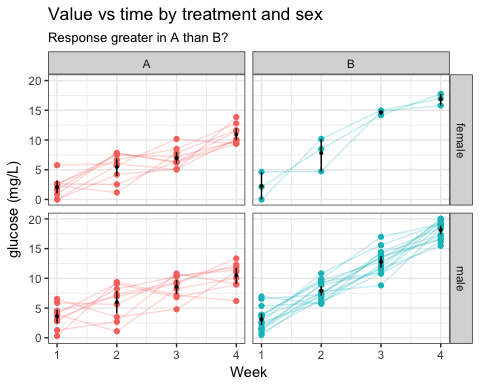 Value vs time by treatment and sex
Response greater in A than B?
A
B
20
15
10
5
0
female
20
15
10
5
0
male
glucose (mg/L)
1
2
3
4
1
2
3
4
Week